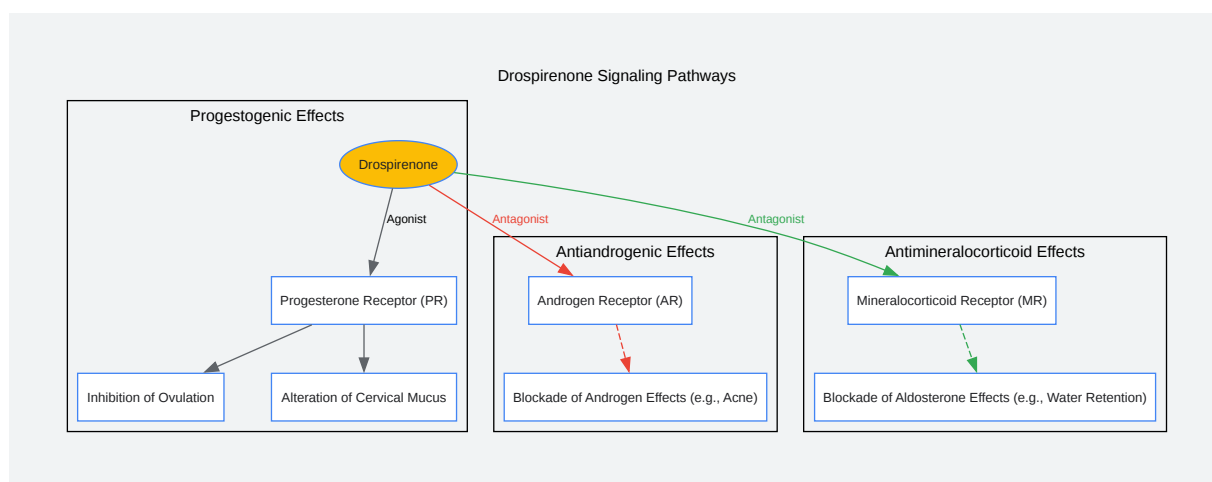 Drospirenone Signaling Pathways
Progestogenic Effects
Drospirenone
Agonist
Antagonist
Antagonist
Antiandrogenic Effects
Antimineralocorticoid Effects
Progesterone Receptor (PR)
Androgen Receptor (AR)
Mineralocorticoid Receptor (MR)
Inhibition of Ovulation
Alteration of Cervical Mucus
Blockade of Androgen Effects (e.g., Acne)
Blockade of Aldosterone Effects (e.g., Water Retention)